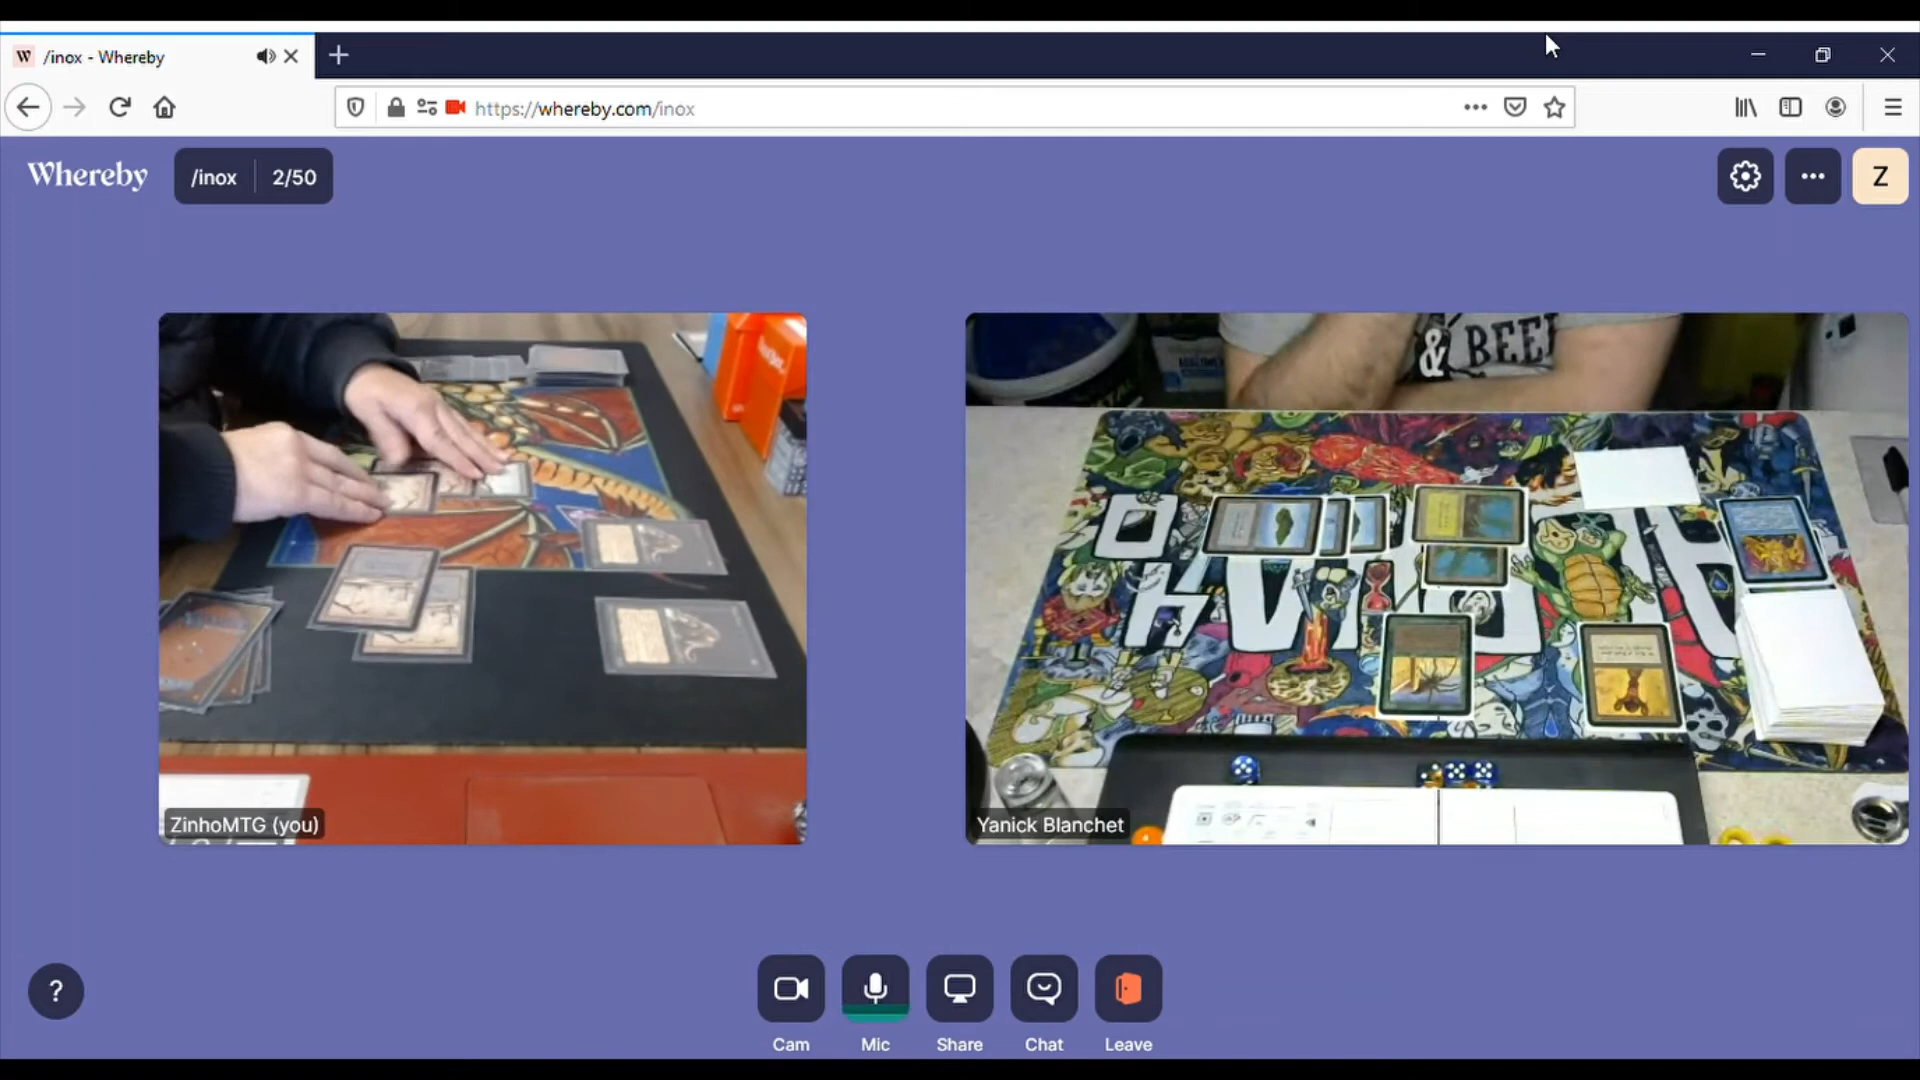 W /inox - Whereby
https://whereby.com/inox
Whereby
/inox 2/50
Z
& BEE
ZinhoMTG (you)
Yanick Blanchet
?
Cam
Mic
Share
Chat
Leave